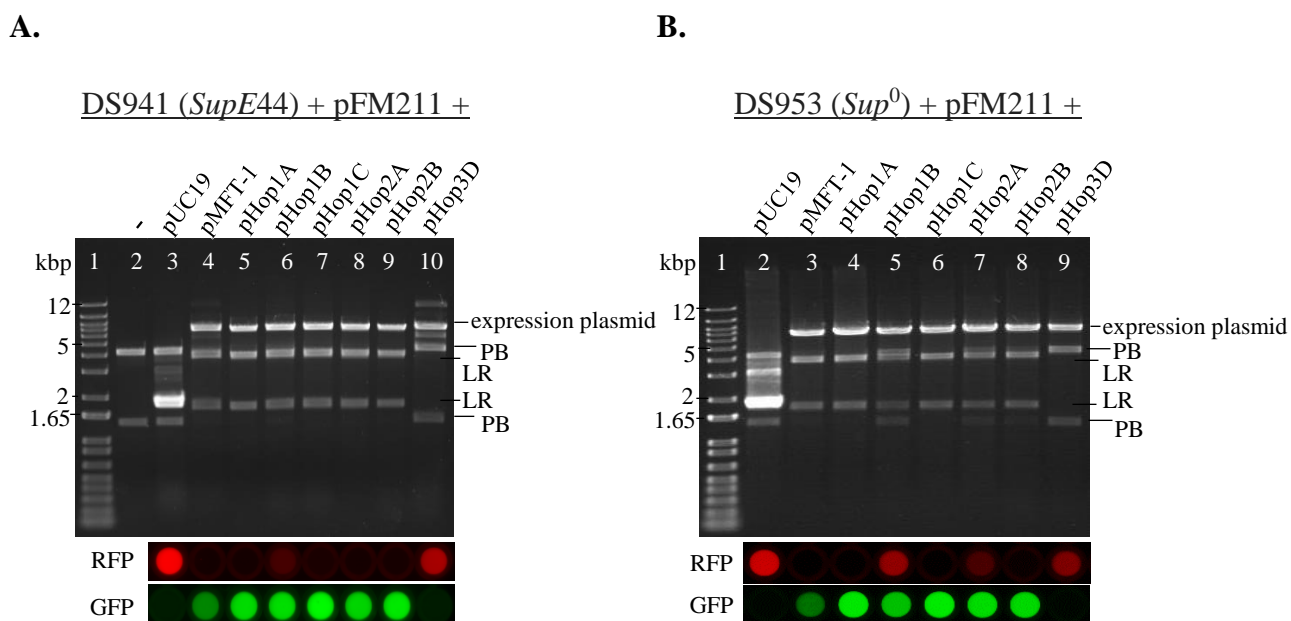 A.
DS941 (SupE44) + pFM211 +
- pUC19 pMFT-1 pHop1A pHop1B pHop1C pHop2A pHop2B pHop3D
kbp 1 2 3 4 5 6 7 8 9 10
12
expression plasmid
5
PB
LR
2
LR
1.65
PB
RFP
GFP
B.
DS953 (Sup⁰) + pFM211 +
pUC19 pMFT-1 pHop1A pHop1B pHop1C pHop2A pHop2B pHop3D
kbp 1 2 3 4 5 6 7 8 9
12
expression plasmid
5
PB
LR
2
LR
1.65
PB
RFP
GFP